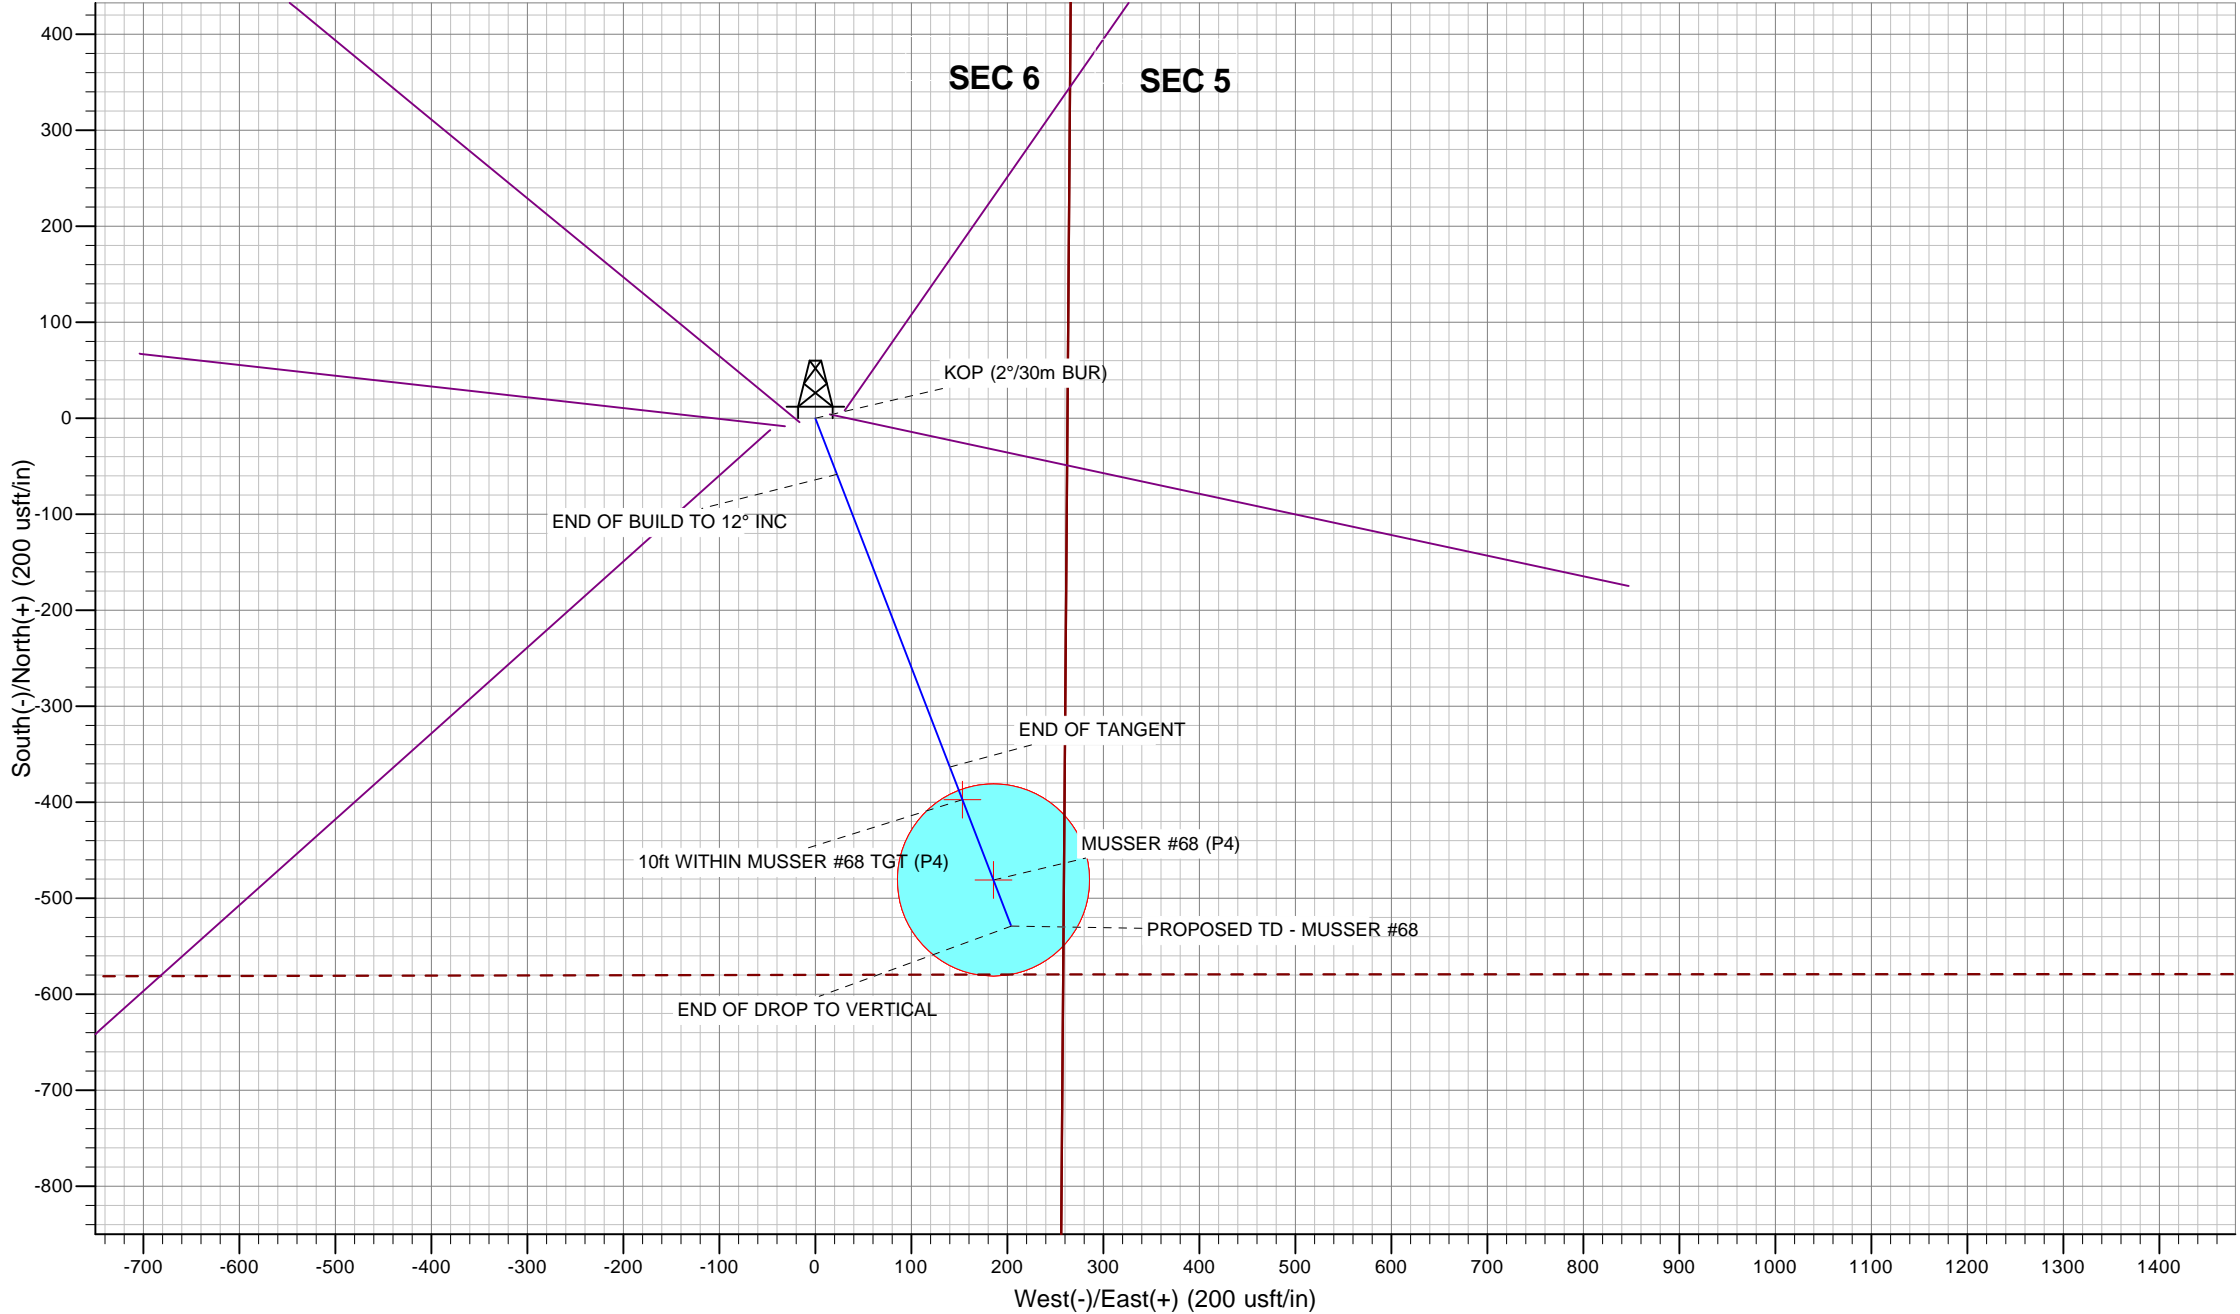 SEC 6
SEC 5
KOP (2°/30m BUR)
END OF BUILD TO 12° INC
END OF TANGENT
MUSSER #68 (P4)
10ft WITHIN MUSSER #68 TGT (P4)
PROPOSED TD - MUSSER #68
END OF DROP TO VERTICAL
400
300
200
100
0
-100
-200
-300
-400
-500
-600
-700
-800
South(-)/North(+) (200 usft/in)
-700 -600 -500 -400 -300 -200 -100 0 100 200 300 400 500 600 700 800 900 1000 1100 1200 1300 1400
West(-)/East(+) (200 usft/in)